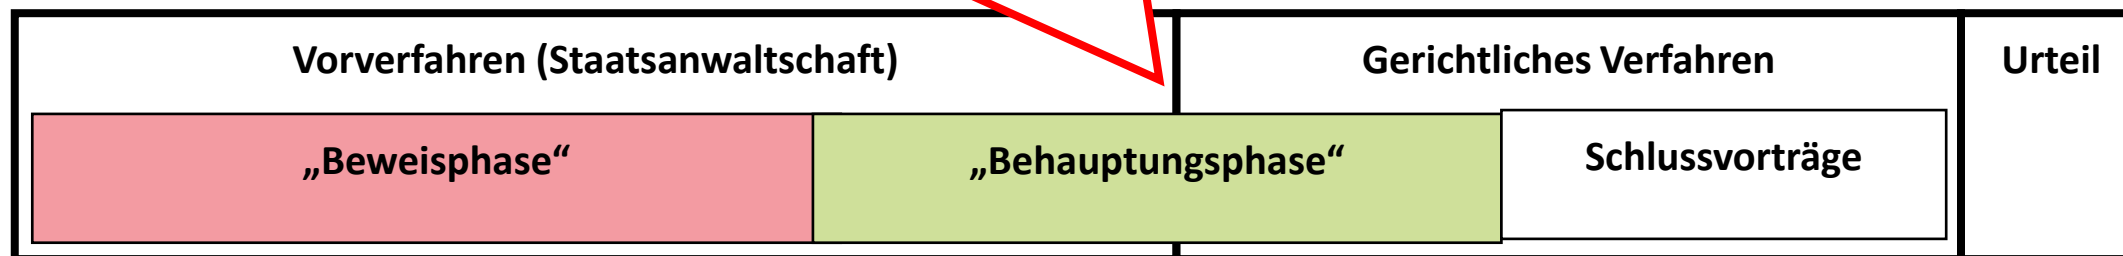 Vorverfahren (Staatsanwaltschaft)
Gerichtliches Verfahren
Urteil
„Beweisphase“
„Behauptungsphase“
Schlussvorträge